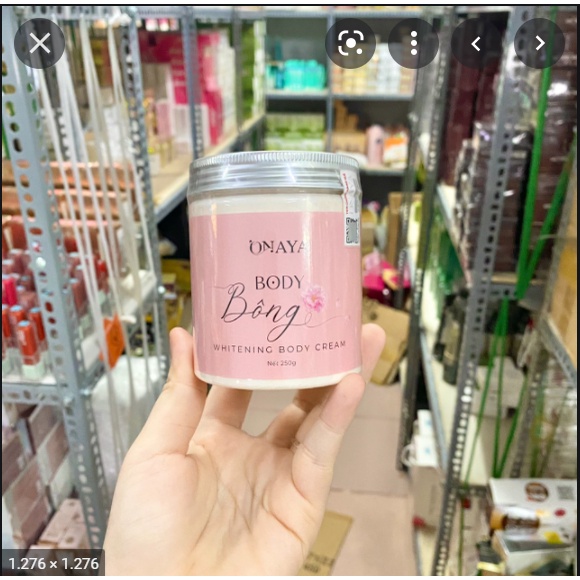 ONAYA
BODY
Bông
WHITENING BODY CREAM
Net 250g
1.276 × 1.276